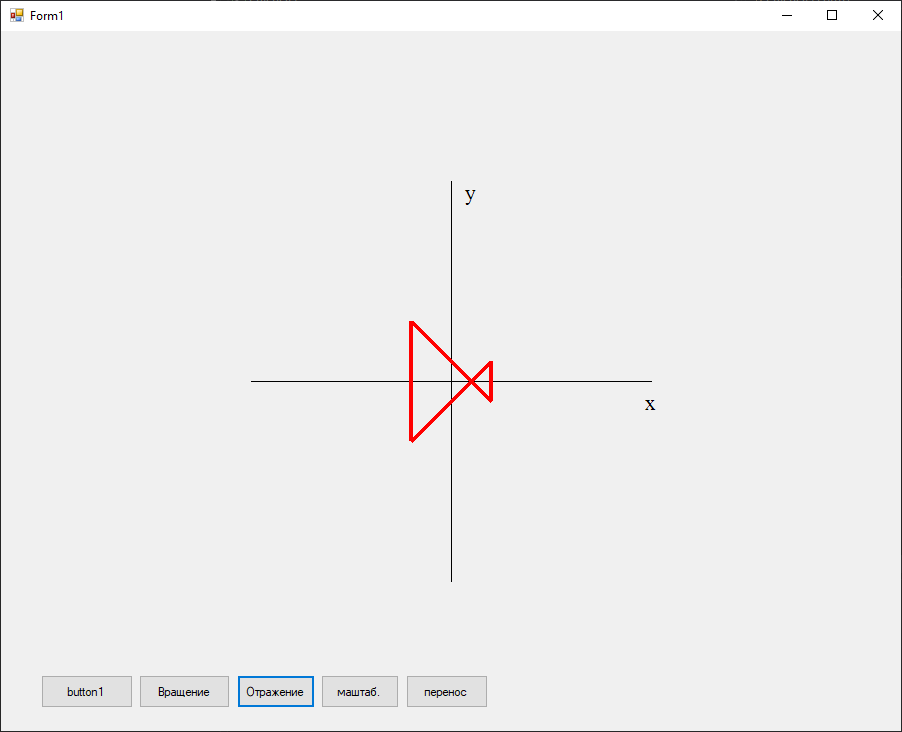 Form1
y
x
button1
Вращение
Отражение
маштаб.
перенос